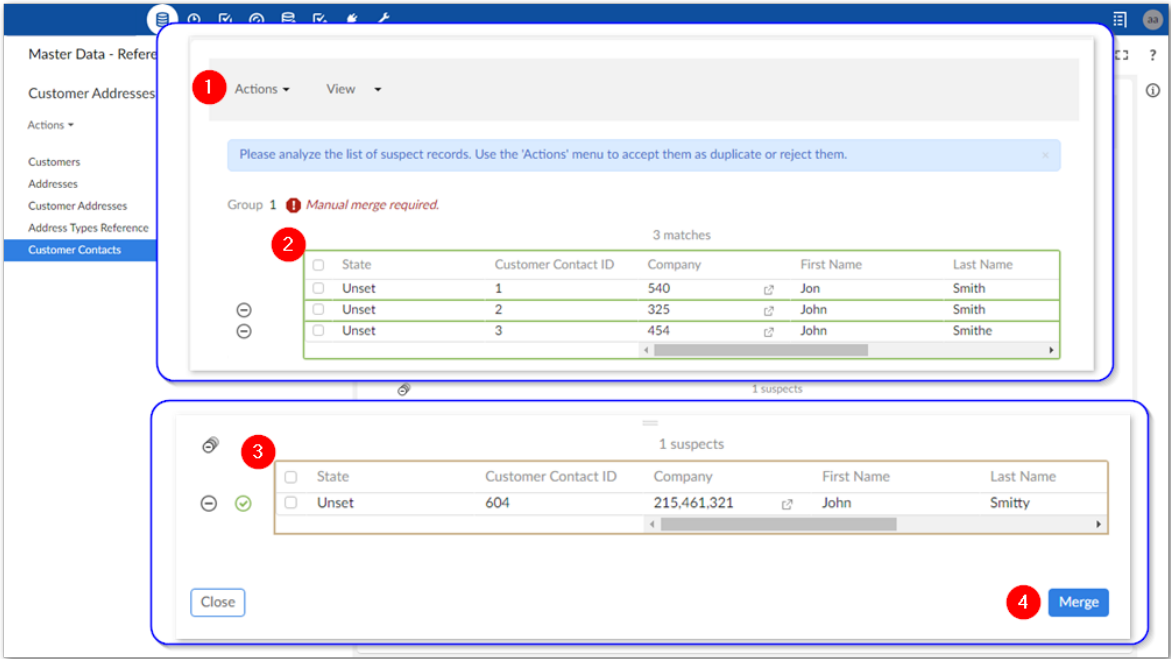 aa
Master Data - Refere
?
Customer Addresses
Actions
Customers
Addresses
Customer Addresses
Address Types Reference
Customer Contacts
1
Actions View
Please analyze the list of suspect records. Use the 'Actions' menu to accept them as duplicate or reject them. ×
Group 1 Manual merge required.
3 matches
2
State Customer Contact ID Company First Name Last Name
Unset 1 540 Jon Smith
Unset 2 325 John Smith
Unset 3 454 John Smithe
1 suspects
1 suspects
3
State Customer Contact ID Company First Name Last Name
Unset 604 215,461,321 John Smitty
Close 4 Merge